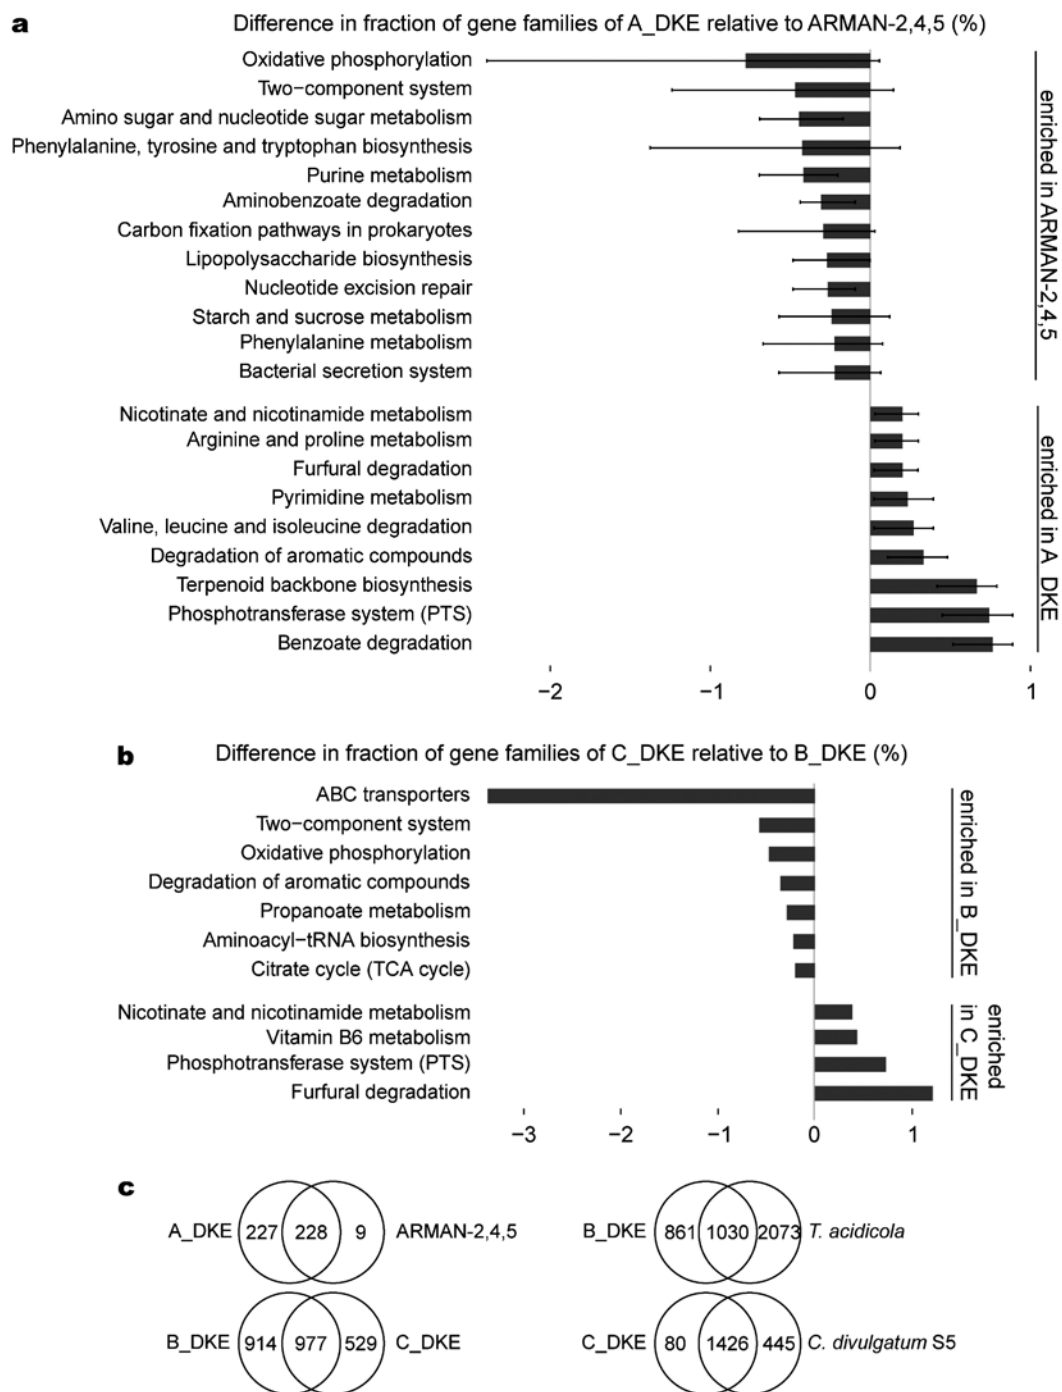 a
Difference in fraction of gene families of A_DKE relative to ARMAN-2,4,5 (%)
Oxidative phosphorylation
Two−component system
Amino sugar and nucleotide sugar metabolism
Phenylalanine, tyrosine and tryptophan biosynthesis
Purine metabolism
Aminobenzoate degradation
Carbon fixation pathways in prokaryotes
Lipopolysaccharide biosynthesis
Nucleotide excision repair
Starch and sucrose metabolism
Phenylalanine metabolism
Bacterial secretion system
enriched in ARMAN-2,4,5
Nicotinate and nicotinamide metabolism
Arginine and proline metabolism
Furfural degradation
Pyrimidine metabolism
Valine, leucine and isoleucine degradation
Degradation of aromatic compounds
Terpenoid backbone biosynthesis
Phosphotransferase system (PTS)
Benzoate degradation
enriched in A_DKE
−2 −1 0 1
b
Difference in fraction of gene families of C_DKE relative to B_DKE (%)
ABC transporters
Two−component system
Oxidative phosphorylation
Degradation of aromatic compounds
Propanoate metabolism
Aminoacyl−tRNA biosynthesis
Citrate cycle (TCA cycle)
enriched in B_DKE
Nicotinate and nicotinamide metabolism
Vitamin B6 metabolism
Phosphotransferase system (PTS)
Furfural degradation
enriched
in C_DKE
−3 −2 −1 0 1
c
A_DKE 227 228 9 ARMAN-2,4,5
B_DKE 861 1030 2073 T. acidicola
B_DKE 914 977 529 C_DKE
C_DKE 80 1426 445 C. divulgatum S5